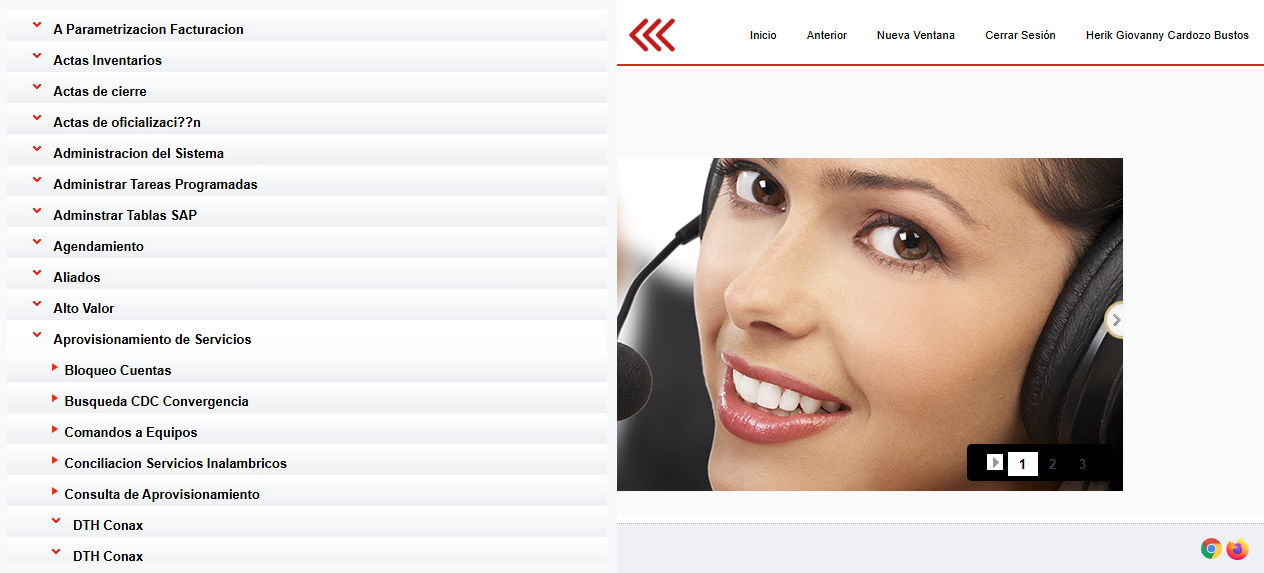 A Parametrizacion Facturacion
Actas Inventarios
Actas de cierre
Actas de oficializaci??n
Administracion del Sistema
Administrar Tareas Programadas
Adminstrar Tablas SAP
Agendamiento
Aliados
Alto Valor
Aprovisionamiento de Servicios
Bloqueo Cuentas
Busqueda CDC Convergencia
Comandos a Equipos
Conciliacion Servicios Inalambricos
Consulta de Aprovisionamiento
DTH Conax
DTH Conax
Inicio Anterior Nueva Ventana Cerrar Sesión Herik Giovanny Cardozo Bustos
1 2 3